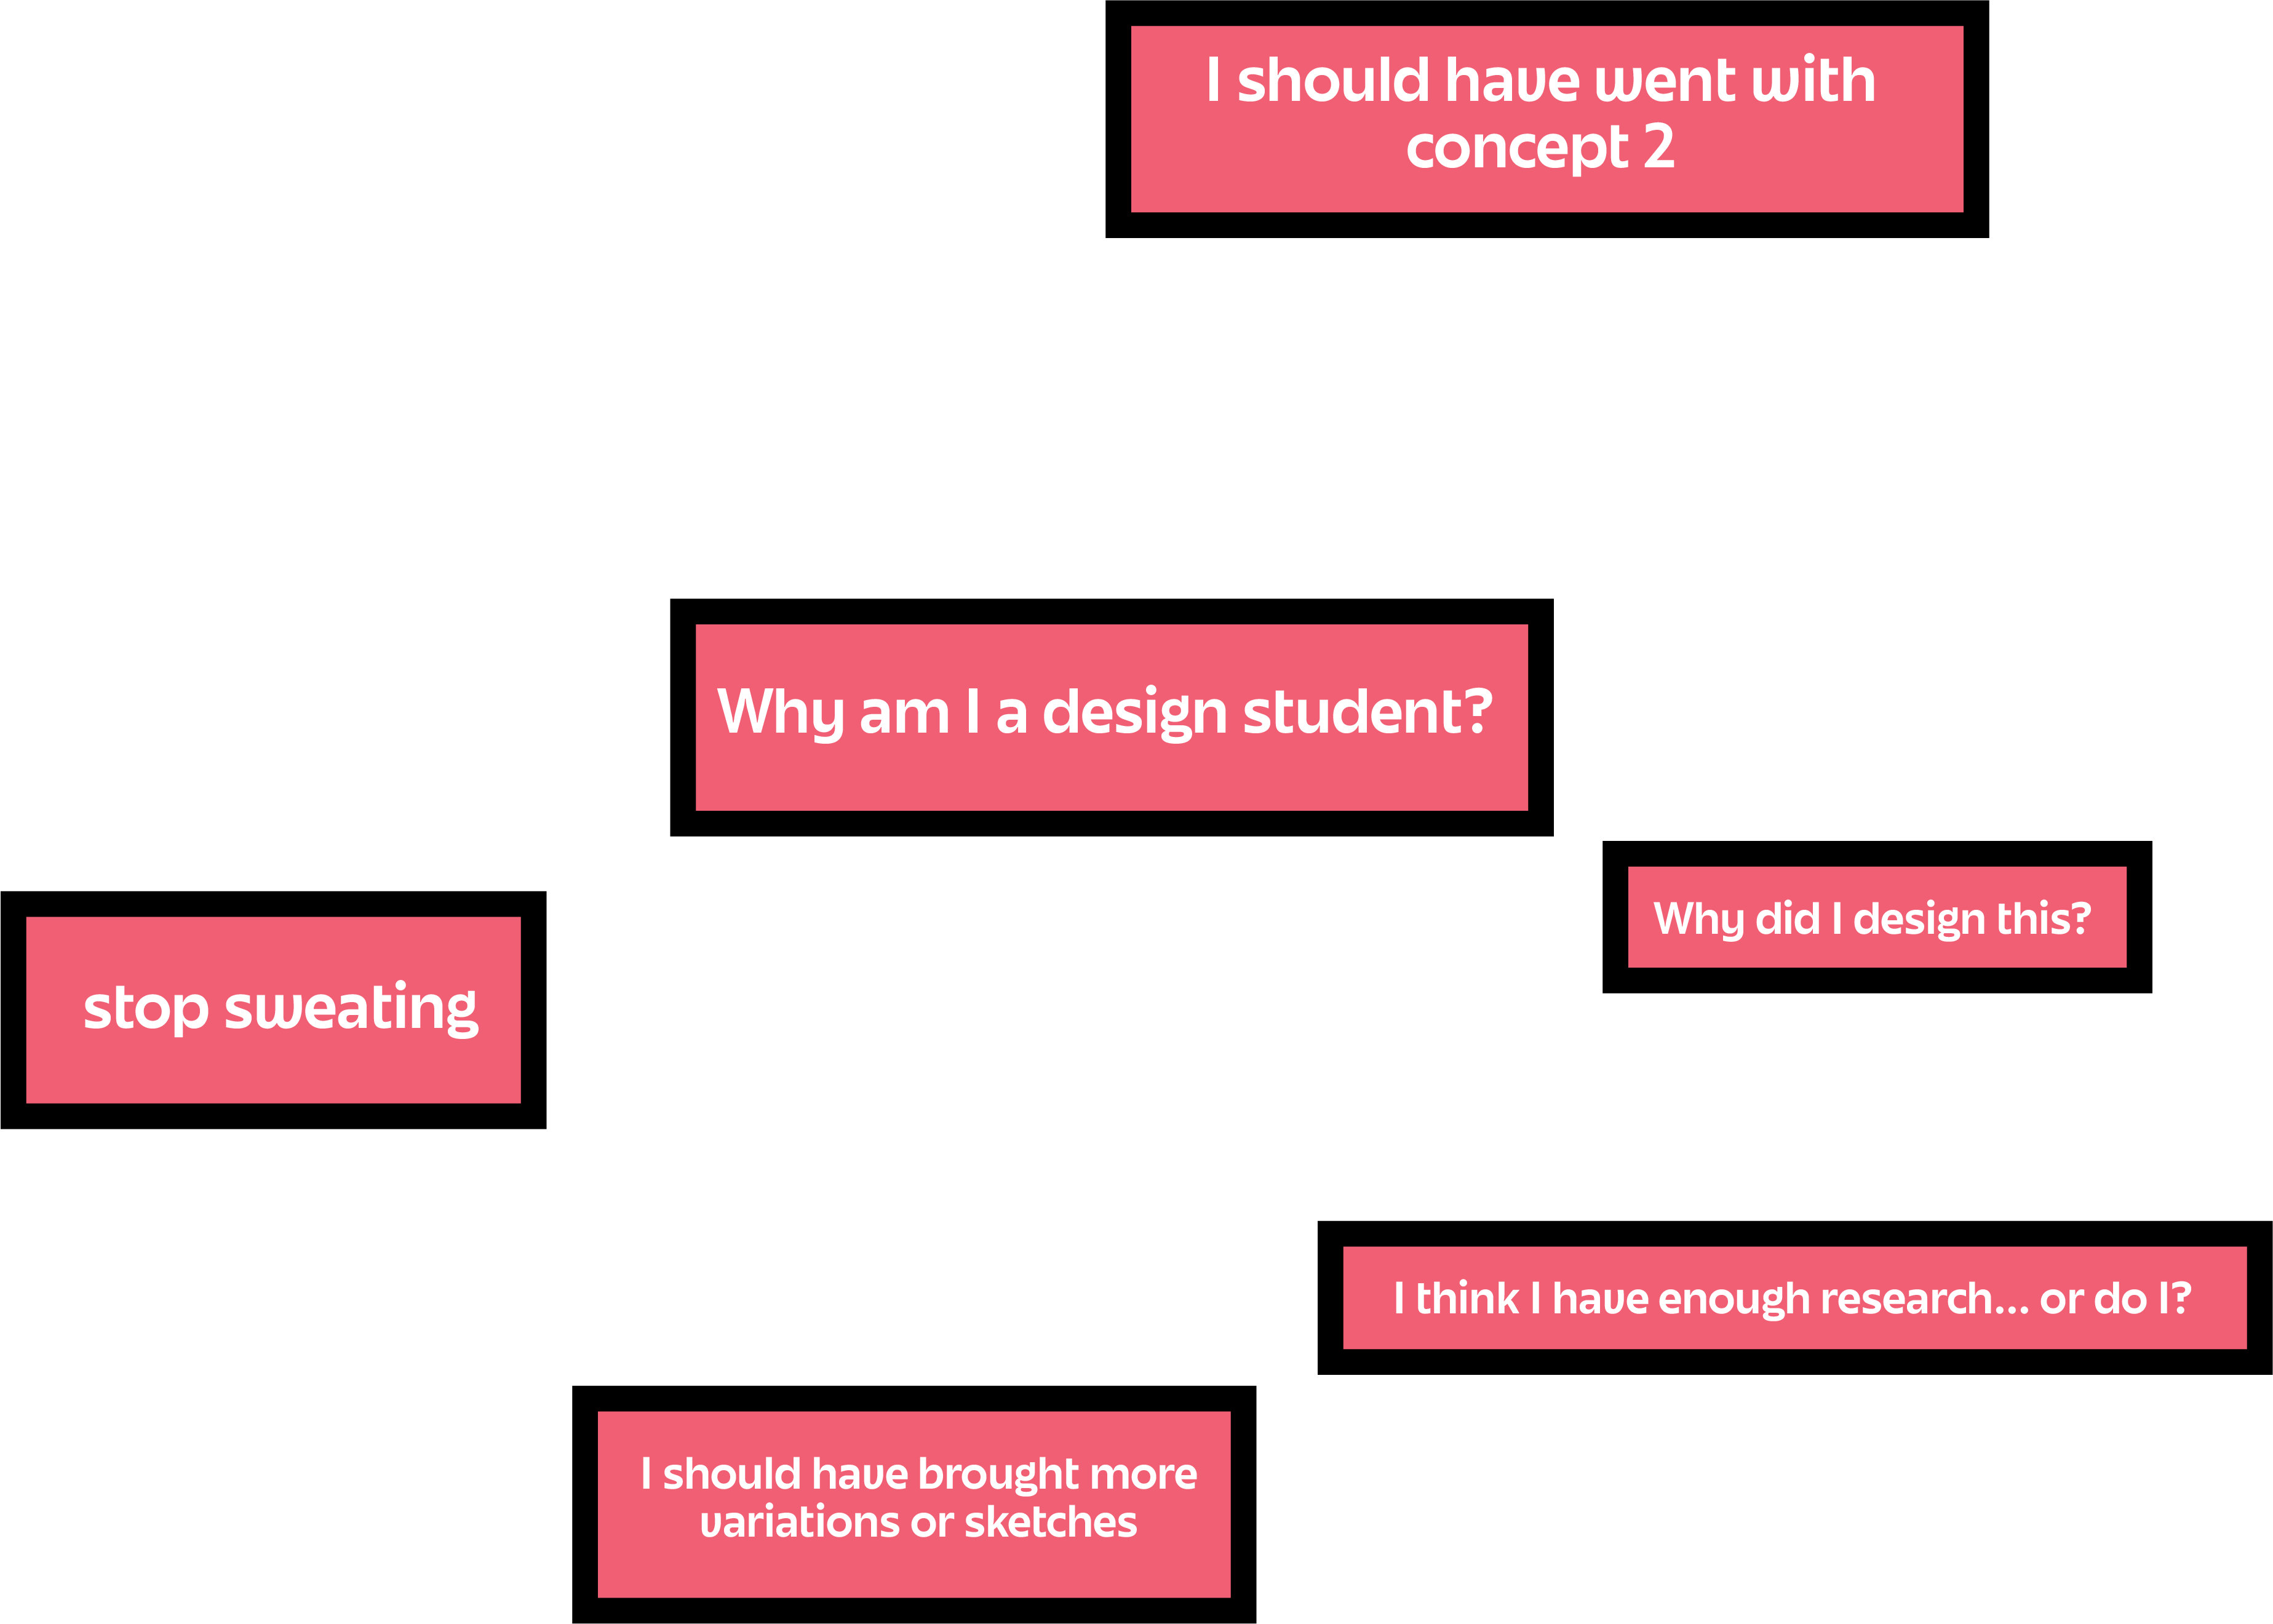 I should have went with
concept 2
Why am I a design student?
Why did I design this?
stop sweating
I think I have enough research... or do I?
I should have brought more
variations or sketches